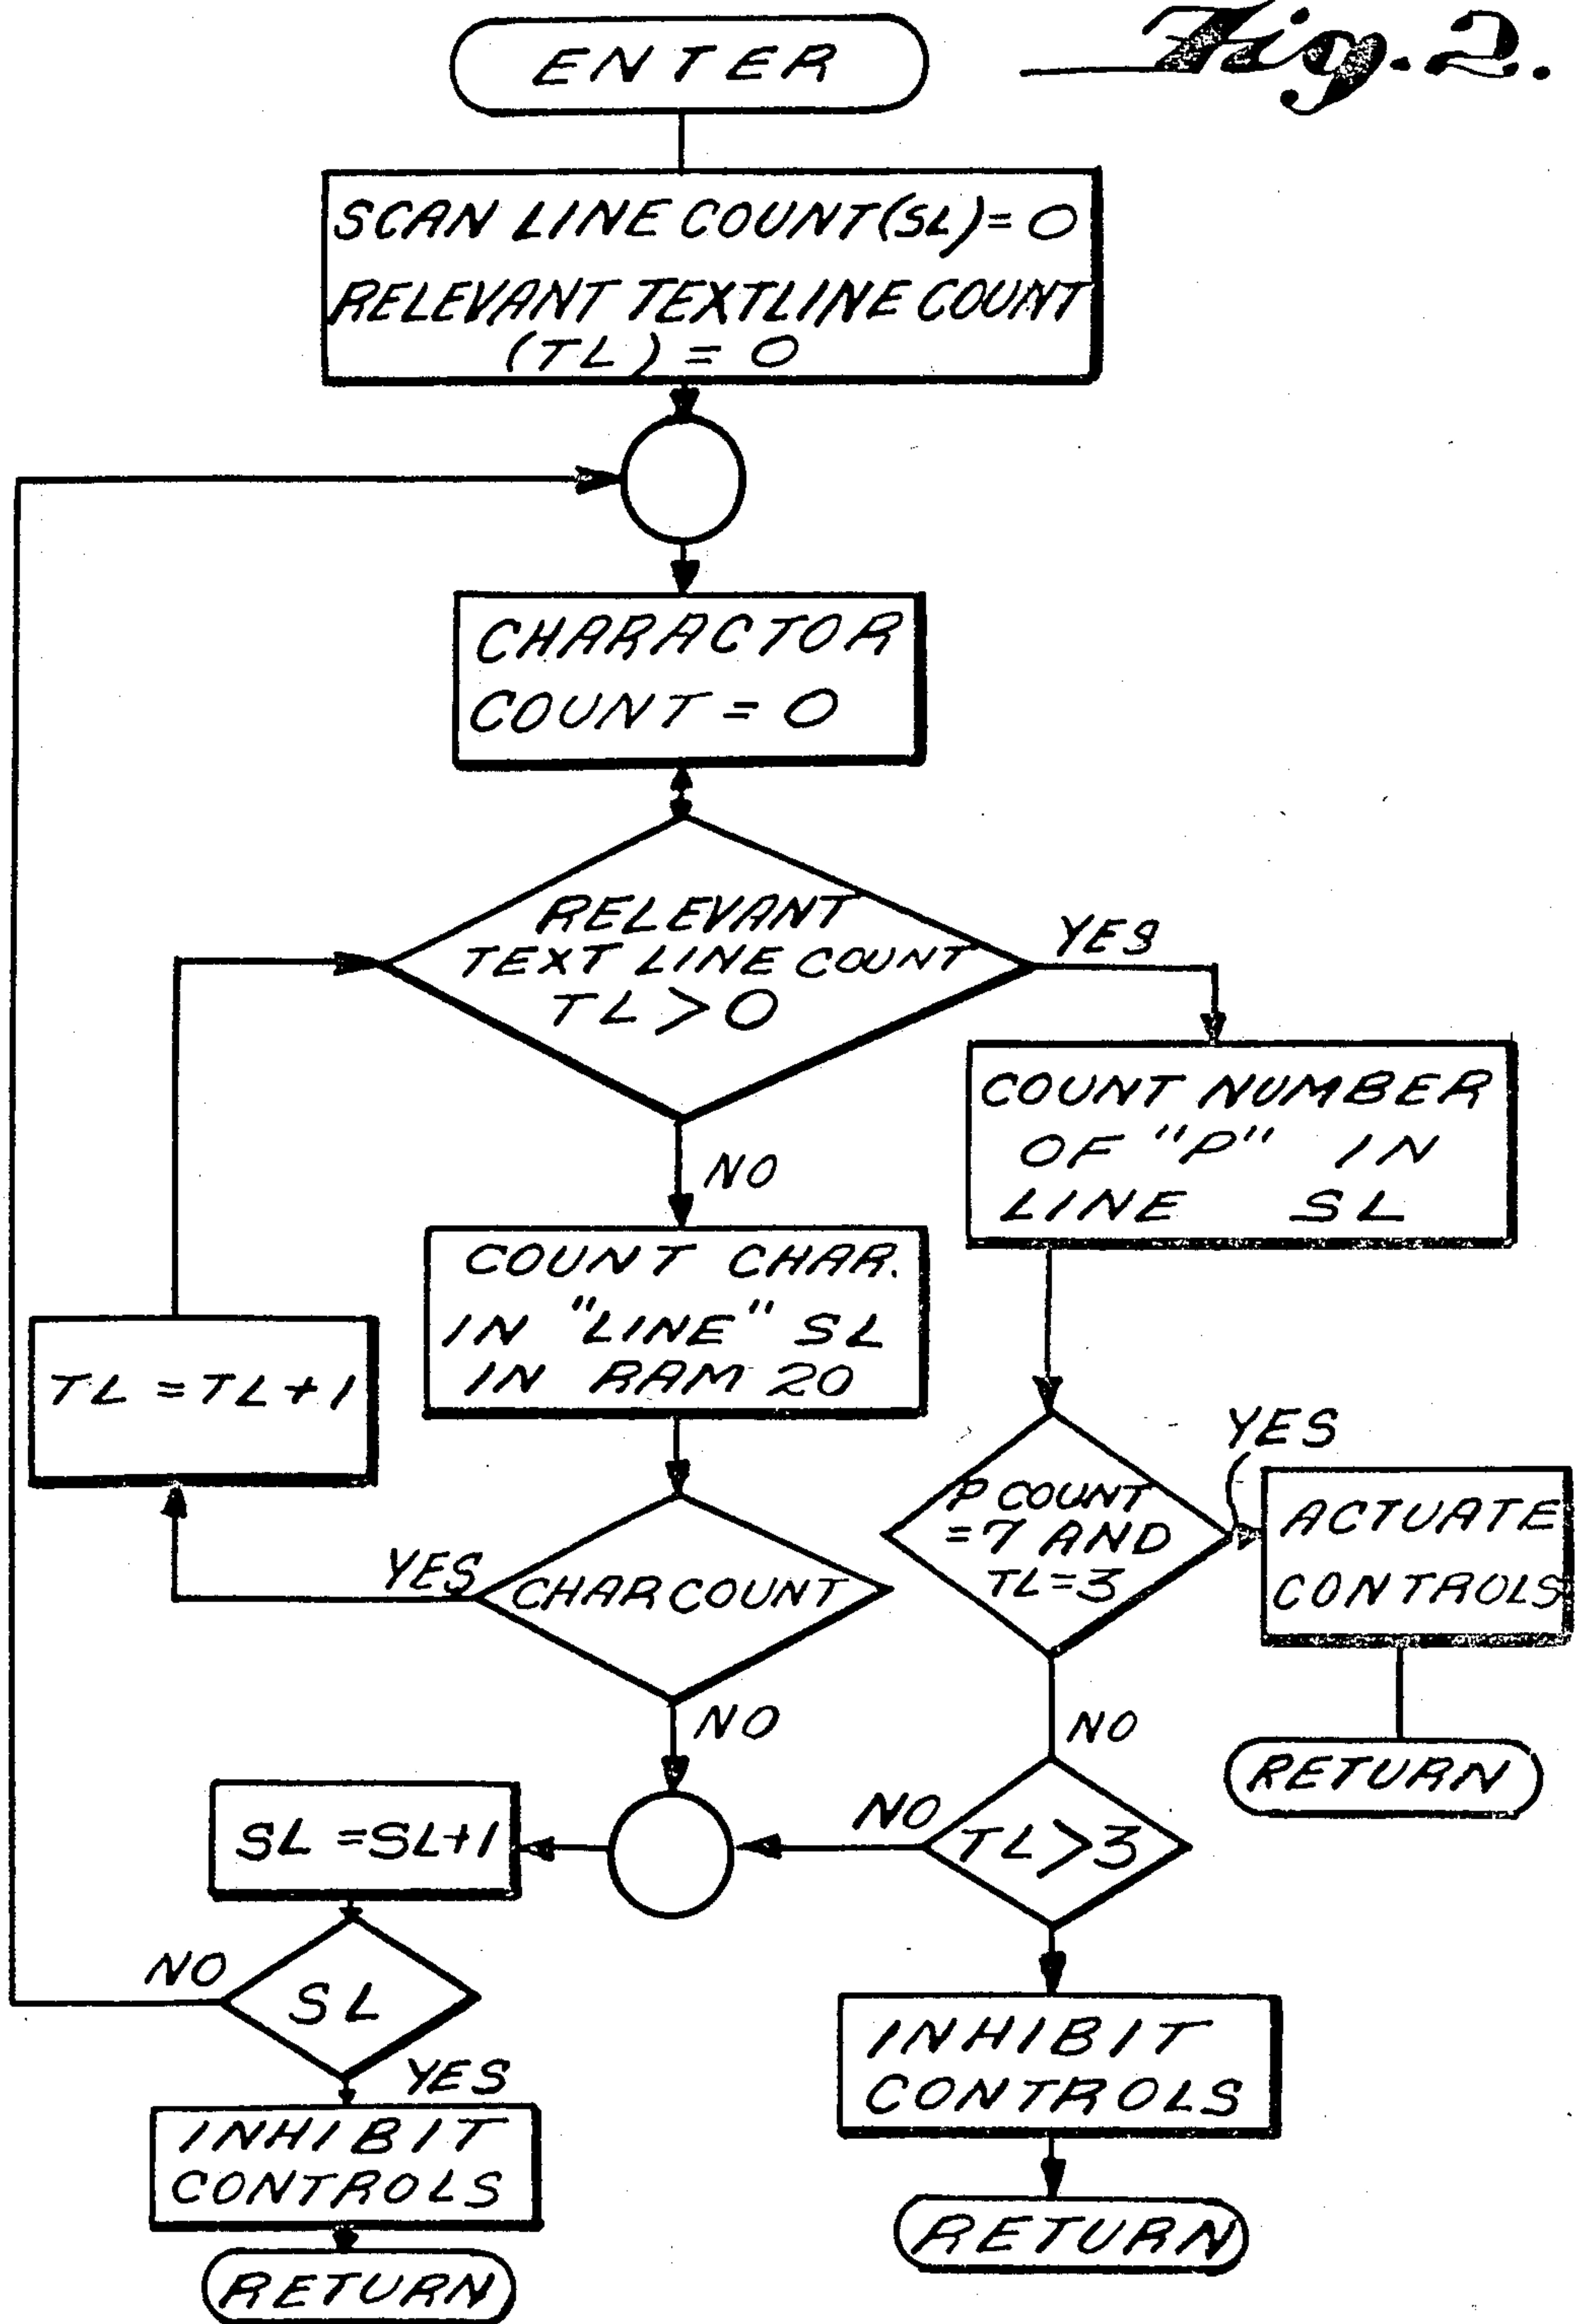 Fig. 2.
ENTER
SCAN LINE COUNT(SL)=0
RELEVANT TEXTLINE COUNT
(TL) = 0
CHARACTOR
COUNT = 0
RELEVANT
TEXT LINE COUNT
TL > 0
YES
NO
COUNT NUMBER
OF "P" IN
LINE SL
COUNT CHAR.
IN "LINE" SL
IN RAM 20
TL = TL + 1
P COUNT
=7 AND
TL=3
YES
ACTUATE
CONTROLS
RETURN
YES
CHAR COUNT
NO
NO
TL>3
NO
SL =SL+1
SL
NO
YES
INHIBIT
CONTROLS
RETURN
INHIBIT
CONTROLS
RETURN